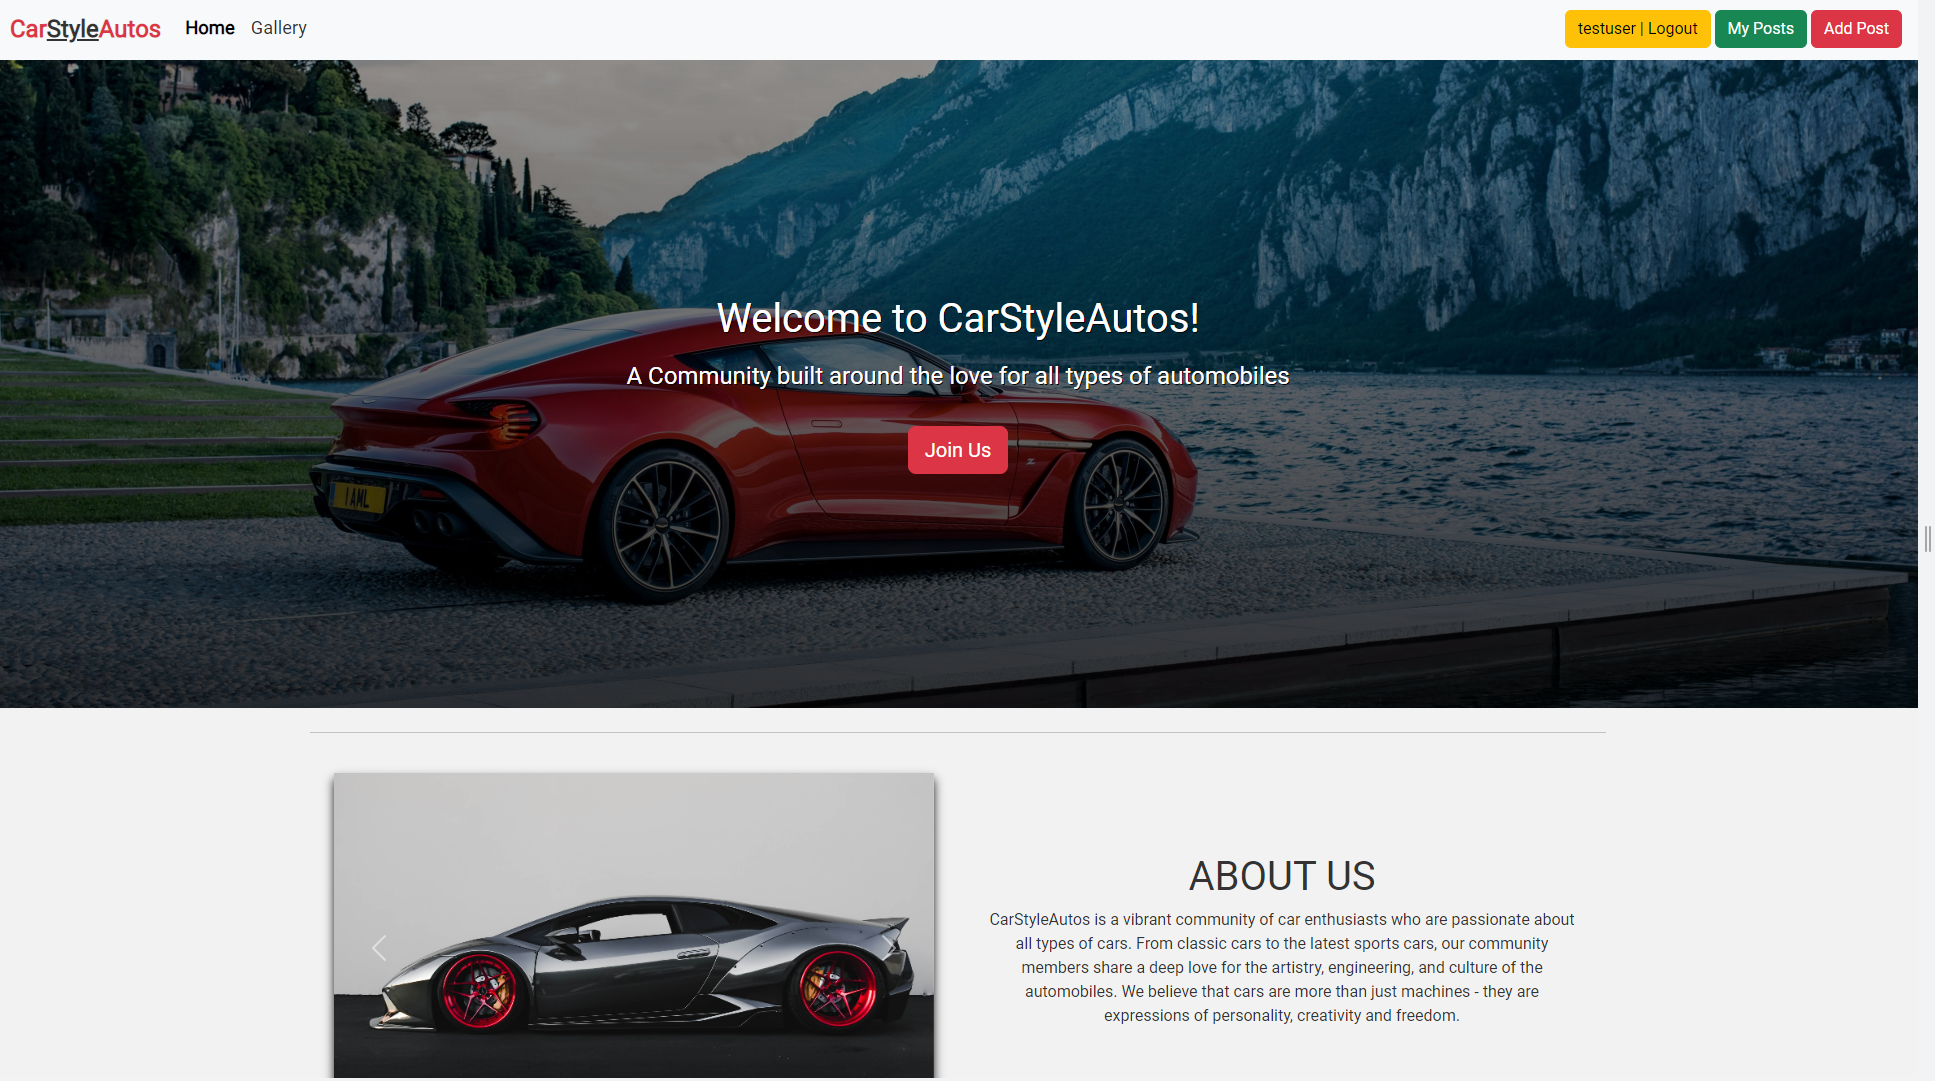 CarStyleAutos Home Gallery testuser | Logout My Posts Add Post
Welcome to CarStyleAutos!
A Community built around the love for all types of automobiles
Join Us
1 AML
ABOUT US
CarStyleAutos is a vibrant community of car enthusiasts who are passionate about
all types of cars. From classic cars to the latest sports cars, our community
members share a deep love for the artistry, engineering, and culture of the
automobiles. We believe that cars are more than just machines - they are
expressions of personality, creativity and freedom.